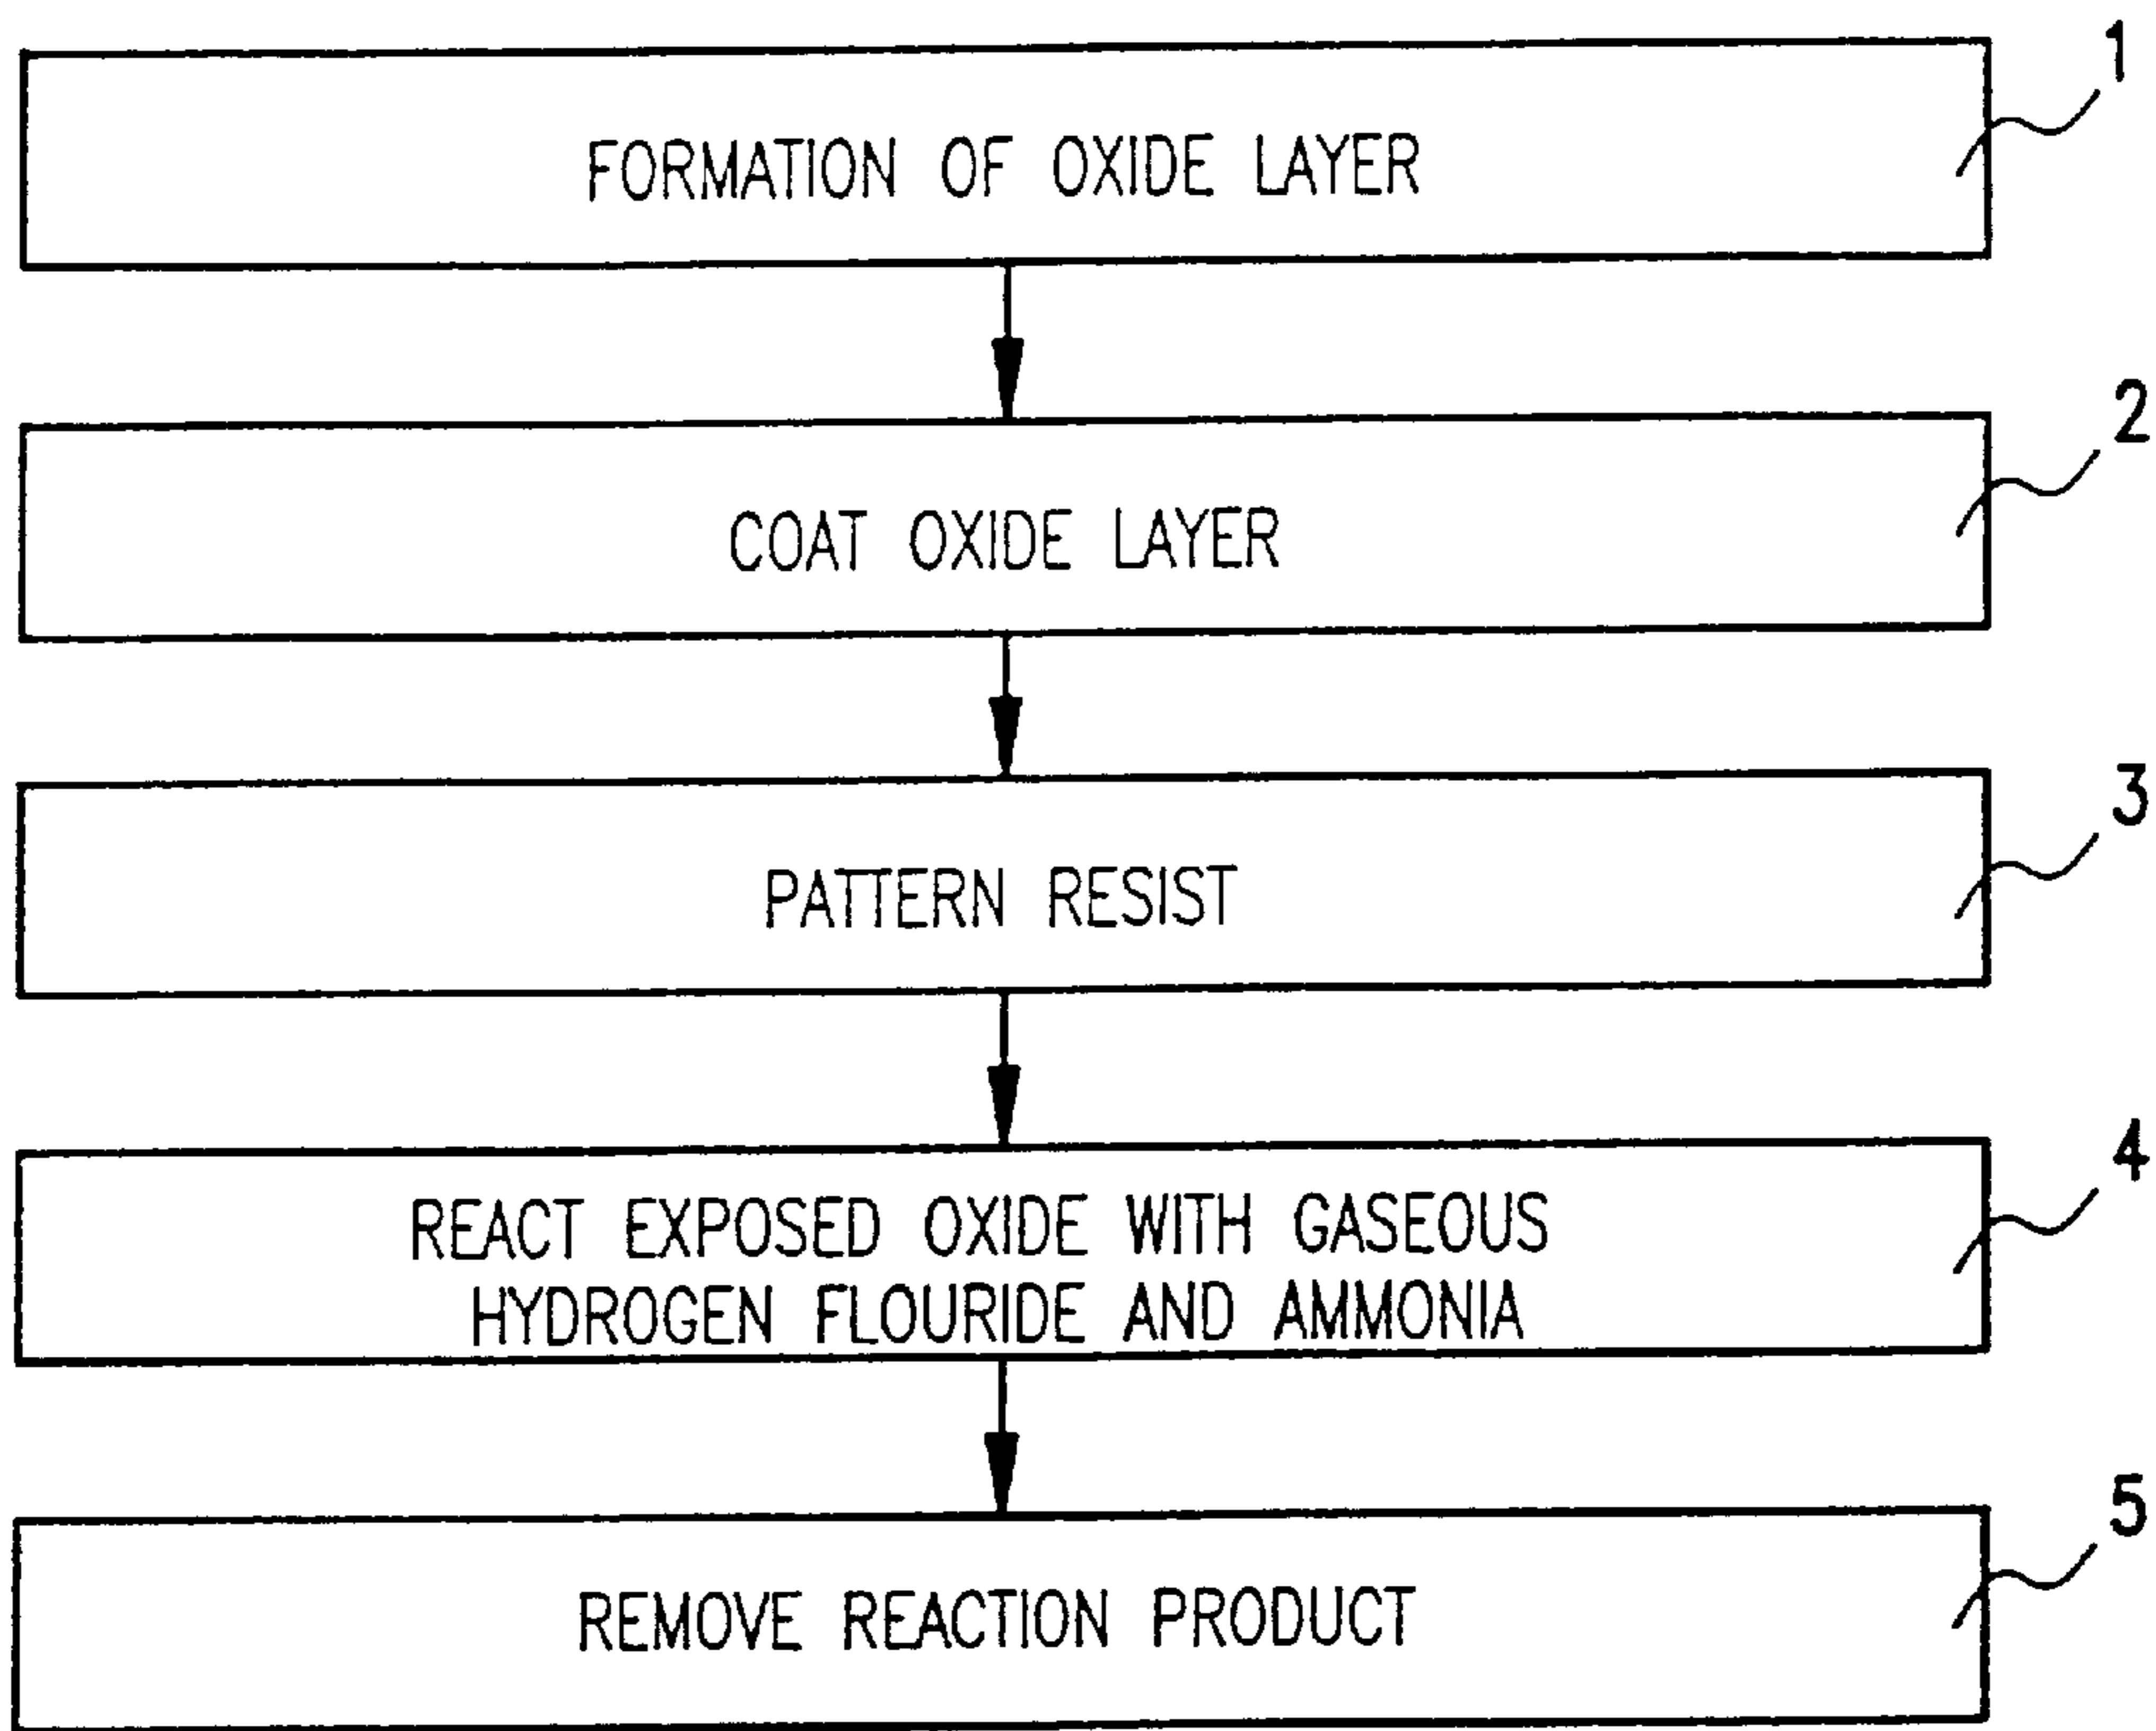 1
FORMATION OF OXIDE LAYER
2
COAT OXIDE LAYER
3
PATTERN RESIST
4
REACT EXPOSED OXIDE WITH GASEOUS
HYDROGEN FLOURIDE AND AMMONIA
5
REMOVE REACTION PRODUCT